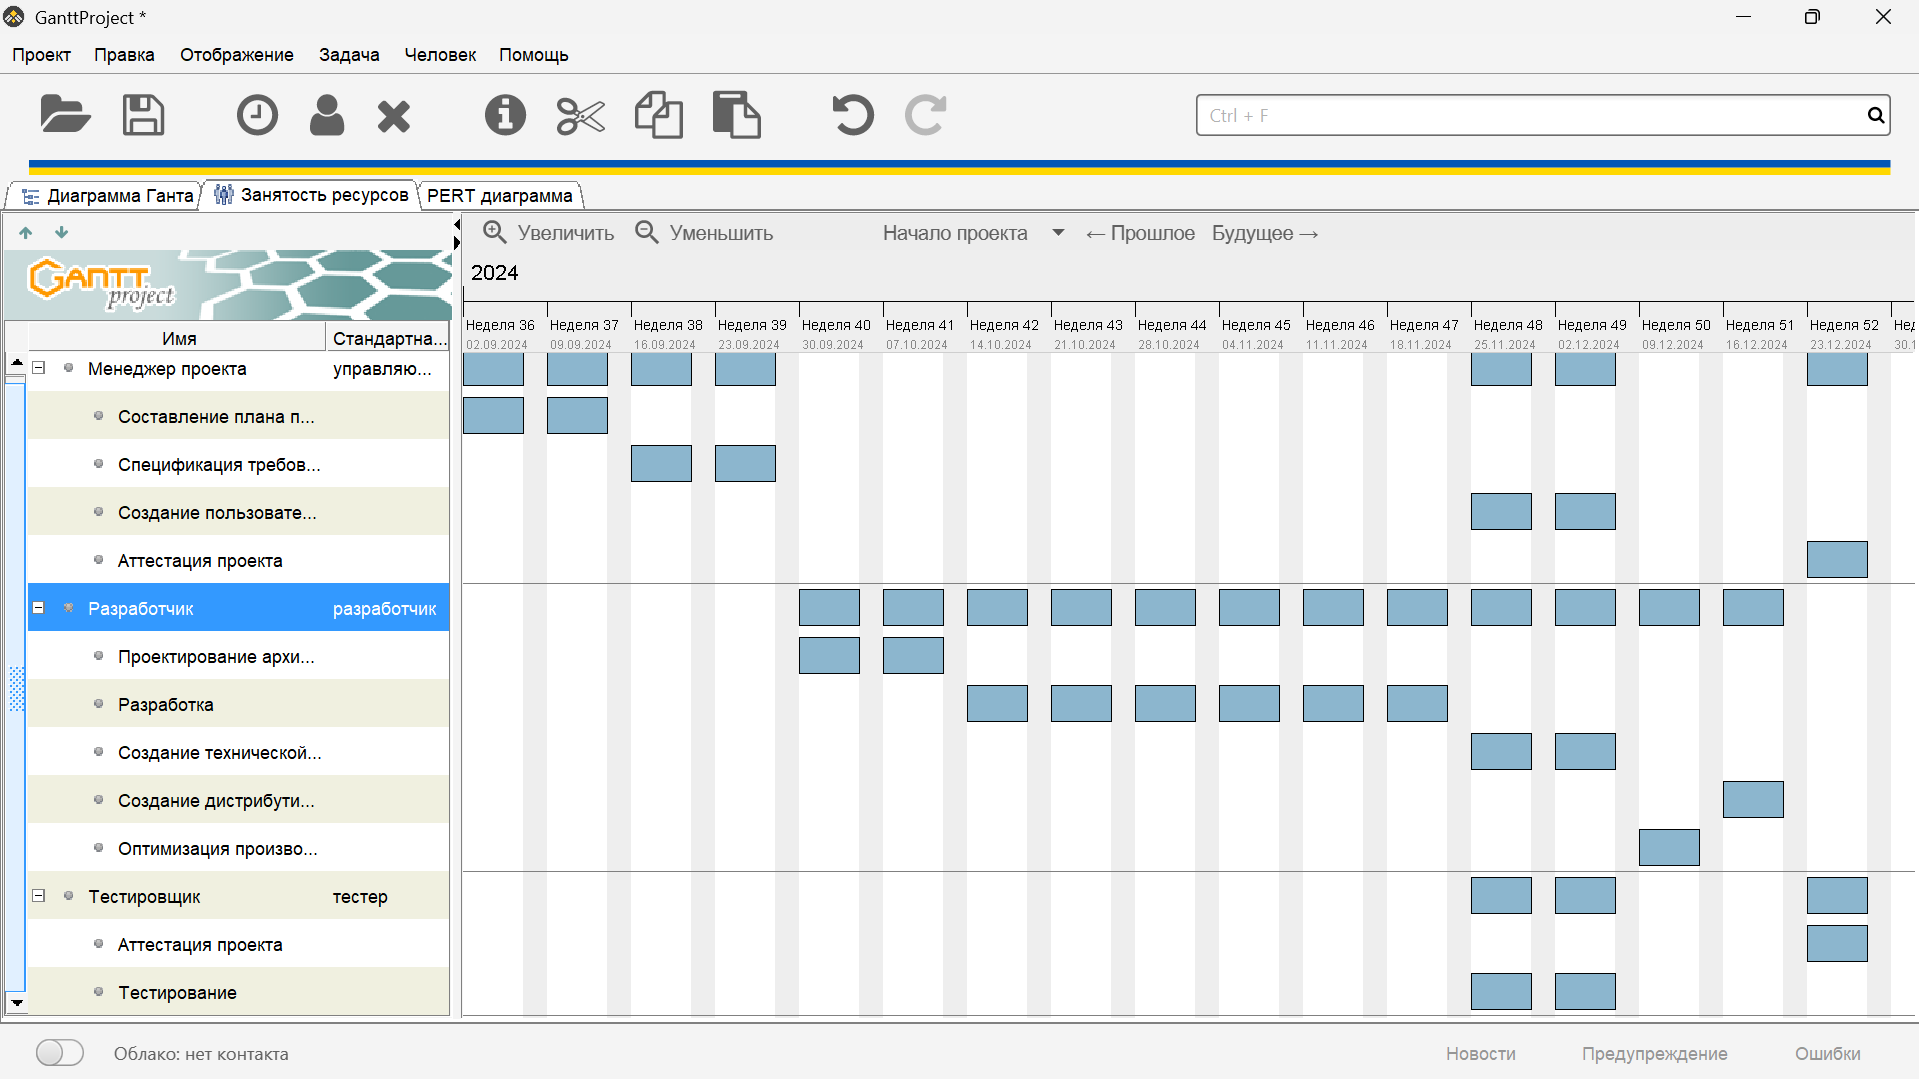 GanttProject *
Проект Правка Отображение Задача Человек Помощь
Ctrl + F
Диаграмма Ганта Занятость ресурсов PERT диаграмма
Увеличить Уменьшить Начало проекта ← Прошлое Будущее →
GANTT project
2024
Имя Стандартна...
Неделя 36 Неделя 37 Неделя 38 Неделя 39 Неделя 40 Неделя 41 Неделя 42 Неделя 43 Неделя 44 Неделя 45 Неделя 46 Неделя 47 Неделя 48 Неделя 49 Неделя 50 Неделя 51 Неделя 52 Нед
02.09.2024 09.09.2024 16.09.2024 23.09.2024 30.09.2024 07.10.2024 14.10.2024 21.10.2024 28.10.2024 04.11.2024 11.11.2024 18.11.2024 25.11.2024 02.12.2024 09.12.2024 16.12.2024 23.12.2024 30.1
Менеджер проекта управляю...
Составление плана п...
Спецификация требов...
Создание пользовате...
Аттестация проекта
Разработчик разработчик
Проектирование архи...
Разработка
Создание технической...
Создание дистрибути...
Оптимизация произво...
Тестировщик тестер
Аттестация проекта
Тестирование
Облако: нет контакта Новости Предупреждение Ошибки